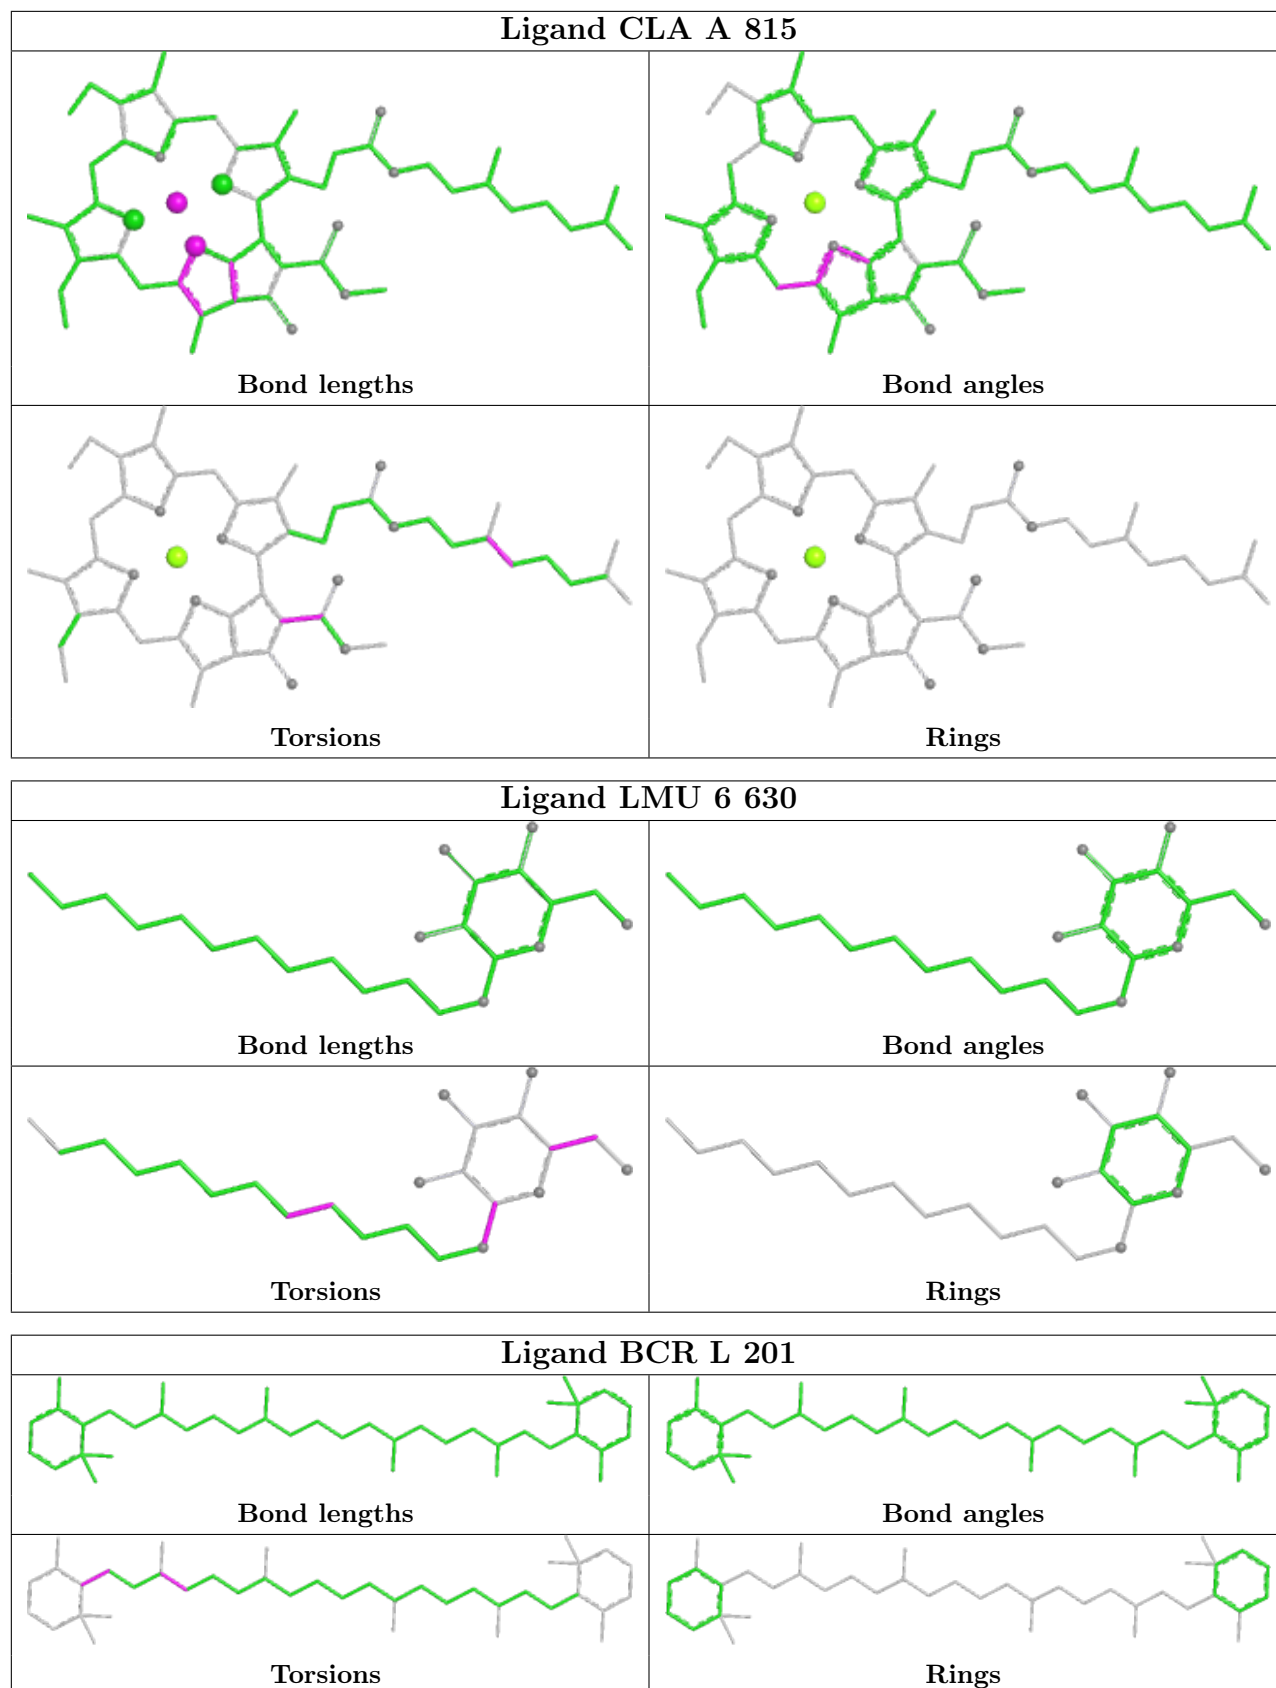 Ligand CLA A 815
Bond lengths
Bond angles
Torsions
Rings
Ligand LMU 6 630
Bond lengths
Bond angles
Torsions
Rings
Ligand BCR L 201
Bond lengths
Bond angles
Torsions
Rings